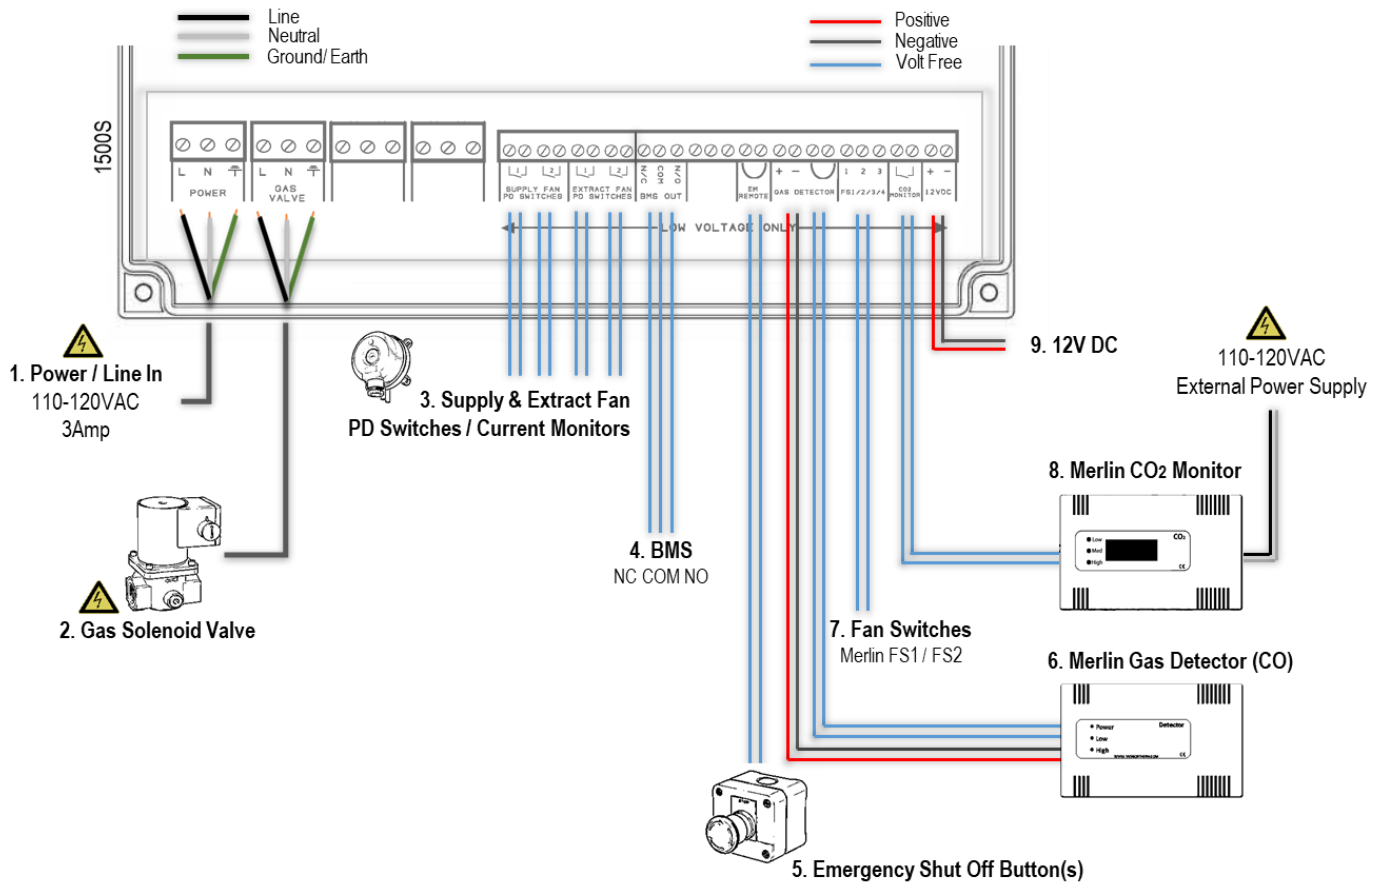 Line
Neutral
Ground/ Earth
Positive
Negative
Volt Free
1500S
L N
POWER
L N
GAS
VALVE
1 2
SUPPLY FAN
PD SWITCHES
1 2
EXTRACT FAN
PD SWITCHES
N/C COM N/O
BMS OUT
EM
REMOTE
+ -
GAS DETECTOR
1 2 3
FS1/2/3/4
CO2
MONITOR
+ -
12VDC
LOW VOLTAGE ONLY
1. Power / Line In
110-120VAC
3Amp
2. Gas Solenoid Valve
3. Supply & Extract Fan
PD Switches / Current Monitors
4. BMS
NC COM NO
5. Emergency Shut Off Button(s)
7. Fan Switches
Merlin FS1 / FS2
9. 12V DC
110-120VAC
External Power Supply
8. Merlin CO2 Monitor
Low
Med
High
CO2
CE
6. Merlin Gas Detector (CO)
Power
Low
High
Detector
CE